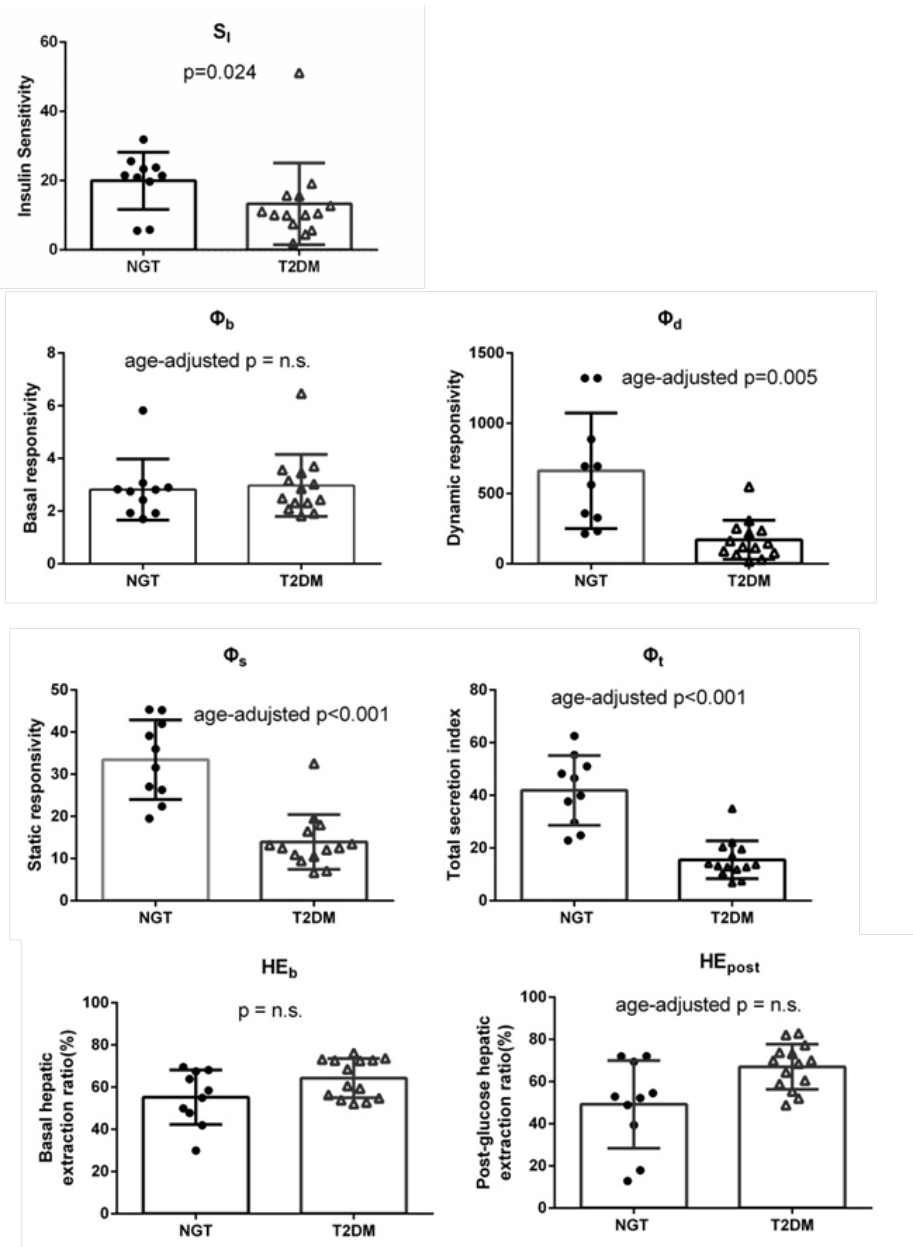 S_I
p=0.024
Insulin Sensitivity
60
40
20
0
NGT
T2DM
Φ_b
age-adjusted p = n.s.
Basal responsivity
8
6
4
2
0
NGT
T2DM
Φ_d
age-adjusted p=0.005
Dynamic responsivity
1500
1000
500
0
NGT
T2DM
Φ_s
age-adujsted p<0.001
Static responsivity
50
40
30
20
10
0
NGT
T2DM
Φ_t
age-adjusted p<0.001
Total secretion index
80
60
40
20
0
NGT
T2DM
HE_b
p = n.s.
Basal hepatic
extraction ratio(%)
100
80
60
40
20
0
NGT
T2DM
HE_post
age-adjusted p = n.s.
Post-glucose hepatic
extraction ratio(%)
100
80
60
40
20
0
NGT
T2DM